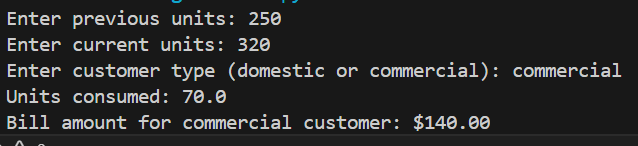 Enter previous units: 250
Enter current units: 320
Enter customer type (domestic or commercial): commercial
Units consumed: 70.0
Bill amount for commercial customer: $140.00